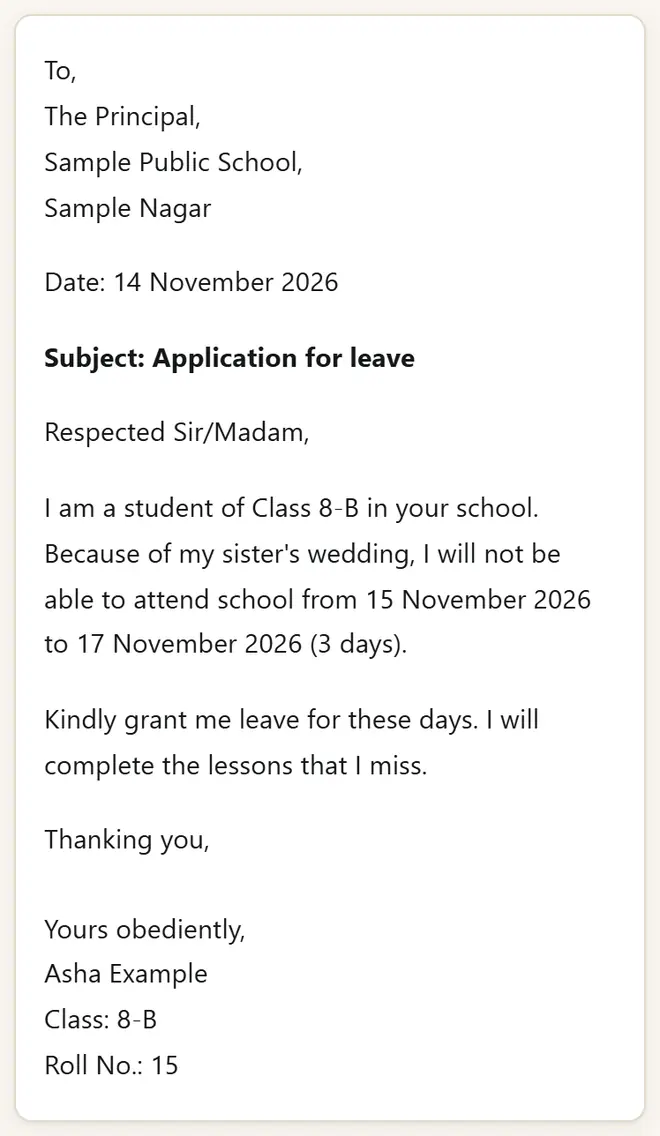 To,
The Principal,
Sample Public School,
Sample Nagar
Date: 14 November 2026
Subject: Application for leave
Respected Sir/Madam,
I am a student of Class 8-B in your school.
Because of my sister's wedding, I will not be
able to attend school from 15 November 2026
to 17 November 2026 (3 days).
Kindly grant me leave for these days. I will
complete the lessons that I miss.
Thanking you,
Yours obediently,
Asha Example
Class: 8-B
Roll No.: 15